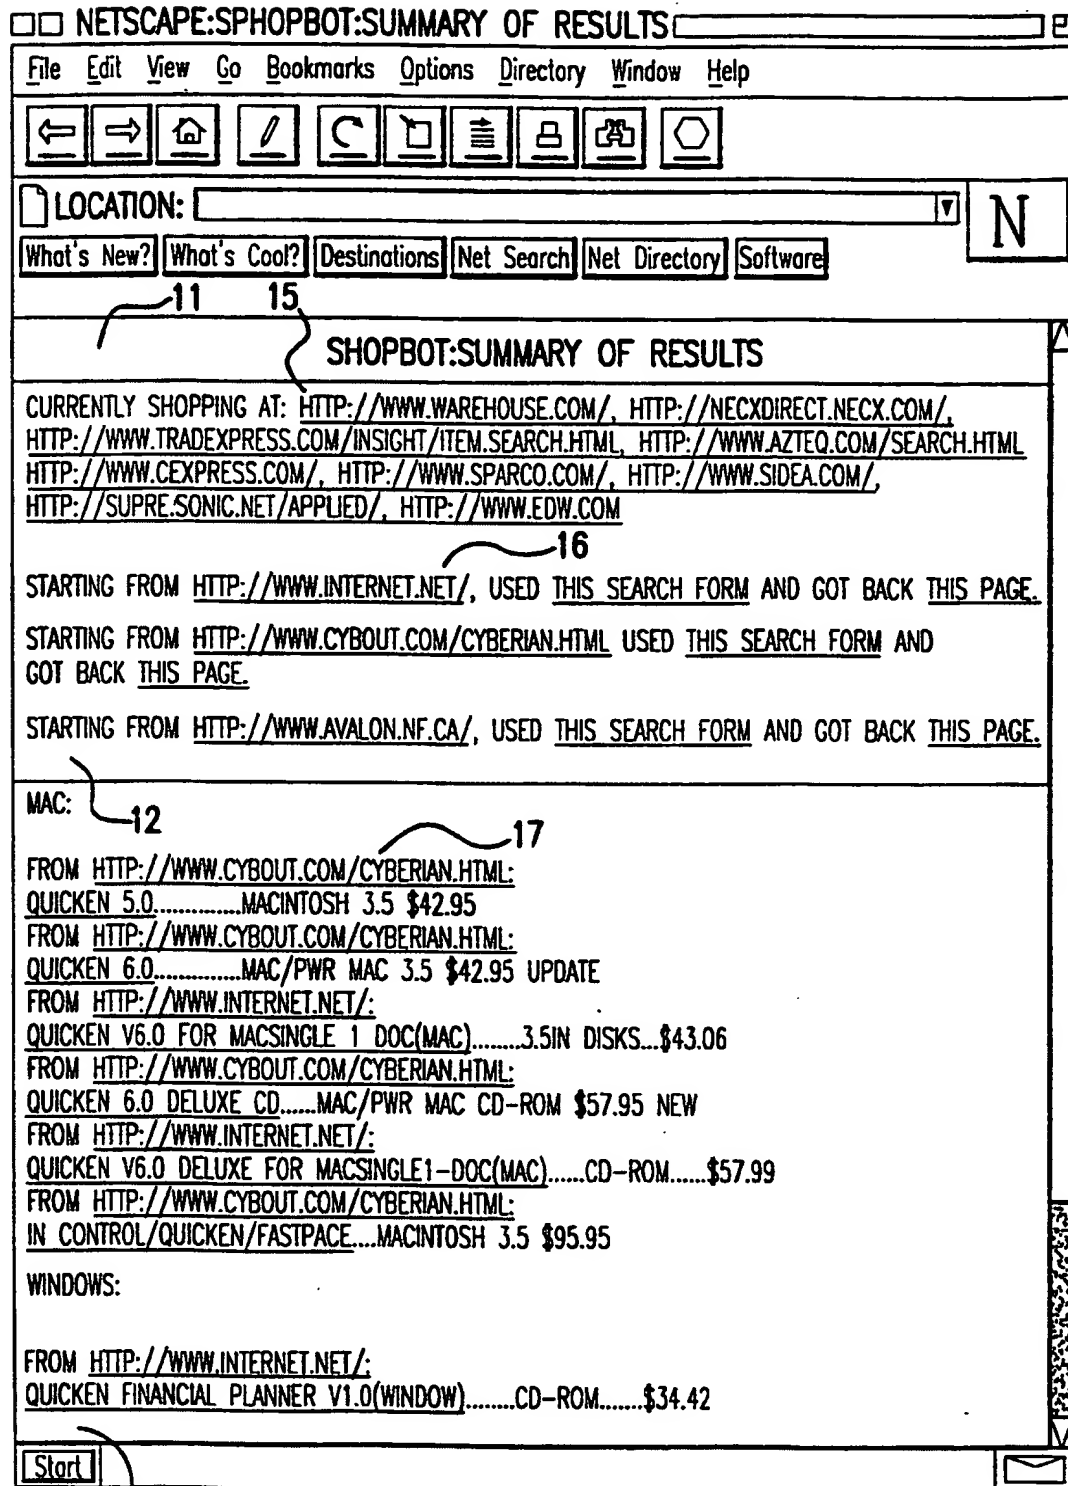 NETSCAPE:SPHOPBOT:SUMMARY OF RESULTS
File Edit View Go Bookmarks Options Directory Window Help
LOCATION:
N
What's New? What's Cool? Destinations Net Search Net Directory Software
11 15
SHOPBOT:SUMMARY OF RESULTS
CURRENTLY SHOPPING AT: HTTP://WWW.WAREHOUSE.COM/, HTTP://NECXDIRECT.NECX.COM/,
HTTP://WWW.TRADEXPRESS.COM/INSIGHT/ITEM.SEARCH.HTML, HTTP://WWW.AZTEQ.COM/SEARCH.HTML
HTTP://WWW.CEXPRESS.COM/, HTTP://WWW.SPARCO.COM/, HTTP://WWW.SIDEA.COM/,
HTTP://SUPRE.SONIC.NET/APPLIED/, HTTP://WWW.EDW.COM
16
STARTING FROM HTTP://WWW.INTERNET.NET/, USED THIS SEARCH FORM AND GOT BACK THIS PAGE.
STARTING FROM HTTP://WWW.CYBOUT.COM/CYBERIAN.HTML USED THIS SEARCH FORM AND
GOT BACK THIS PAGE.
STARTING FROM HTTP://WWW.AVALON.NF.CA/, USED THIS SEARCH FORM AND GOT BACK THIS PAGE.
MAC:
12
17
FROM HTTP://WWW.CYBOUT.COM/CYBERIAN.HTML:
QUICKEN 5.0..............MACINTOSH 3.5 $42.95
FROM HTTP://WWW.CYBOUT.COM/CYBERIAN.HTML:
QUICKEN 6.0..............MAC/PWR MAC 3.5 $42.95 UPDATE
FROM HTTP://WWW.INTERNET.NET/:
QUICKEN V6.0 FOR MACSINGLE 1 DOC(MAC)........3.5IN DISKS...$43.06
FROM HTTP://WWW.CYBOUT.COM/CYBERIAN.HTML:
QUICKEN 6.0 DELUXE CD......MAC/PWR MAC CD-ROM $57.95 NEW
FROM HTTP://WWW.INTERNET.NET/:
QUICKEN V6.0 DELUXE FOR MACSINGLE1-DOC(MAC)......CD-ROM......$57.99
FROM HTTP://WWW.CYBOUT.COM/CYBERIAN.HTML:
IN CONTROL/QUICKEN/FASTPACE....MACINTOSH 3.5 $95.95
WINDOWS:
FROM HTTP://WWW.INTERNET.NET/:
QUICKEN FINANCIAL PLANNER V1.0(WINDOW)........CD-ROM.......$34.42
Start